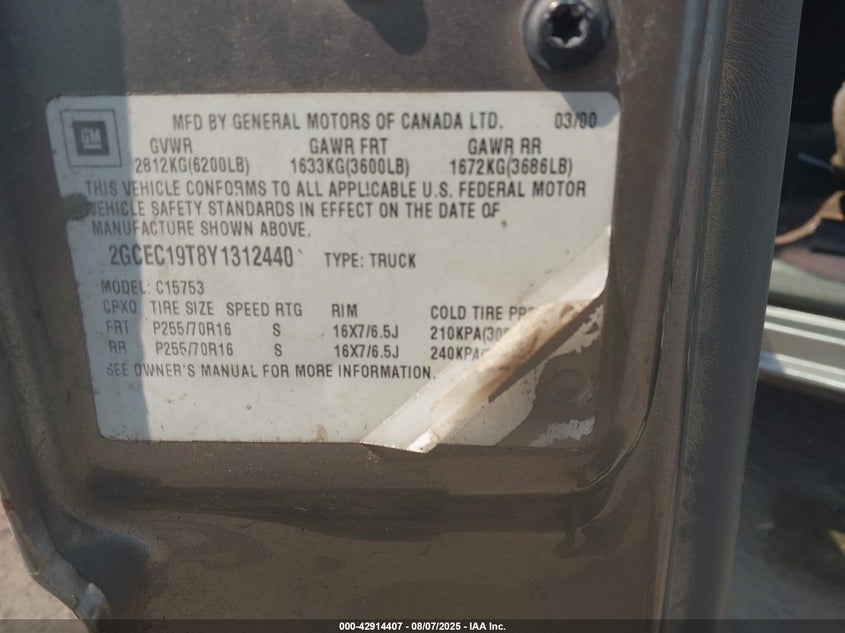 GM
MFD BY GENERAL MOTORS OF CANADA LTD. 03/00
GVWR GAWR FRT GAWR RR
2812KG(6200LB) 1633KG(3600LB) 1672KG(3686LB)
THIS VEHICLE CONFORMS TO ALL APPLICABLE U.S. FEDERAL MOTOR
VEHICLE SAFETY STANDARDS IN EFFECT ON THE DATE OF
MANUFACTURE SHOWN ABOVE.
2GCEC19T8Y1312440 TYPE: TRUCK
MODEL: C15753
CPXO TIRE SIZE SPEED RTG RIM COLD TIRE PRE
FRT P255/70R16 S 16X7/6.5J 210KPA(30
RR P255/70R16 S 16X7/6.5J 240KPA(
SEE OWNER'S MANUAL FOR MORE INFORMATION.
000-42914407 - 08/07/2025 - IAA Inc.